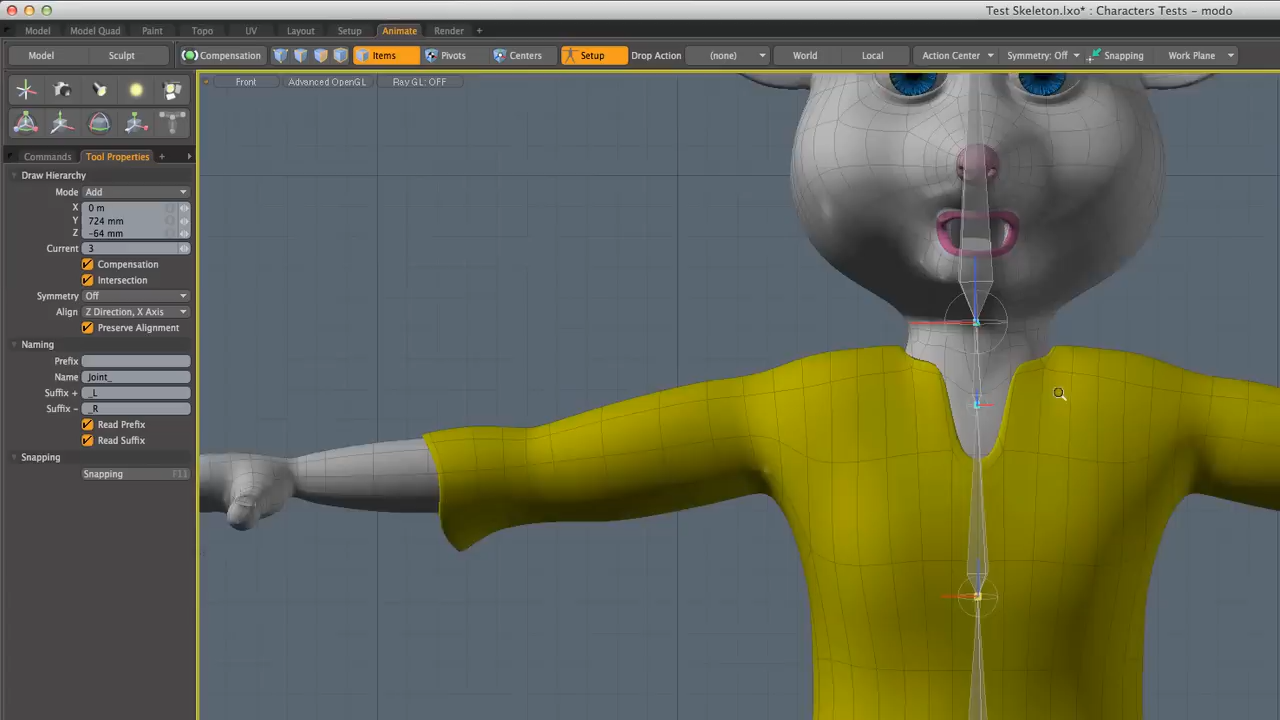 Test Skeleton.lxo* : Characters Tests - modo
Model Model Quad Paint Topo UV Layout Setup Animate Render +
Model Sculpt Compensation Items Pivots Centers Setup Drop Action (none) World Local Action Center Symmetry: Off Snapping Work Plane
Front Advanced OpenGL Ray GL: OFF
Commands Tool Properties +
Draw Hierarchy
Mode Add
X 0 m
Y 724 mm
Z -64 mm
Current 3
Compensation
Intersection
Symmetry Off
Align Z Direction, X Axis
Preserve Alignment
Naming
Prefix
Name Joint_
Suffix + _L
Suffix - _R
Read Prefix
Read Suffix
Snapping
Snapping F11